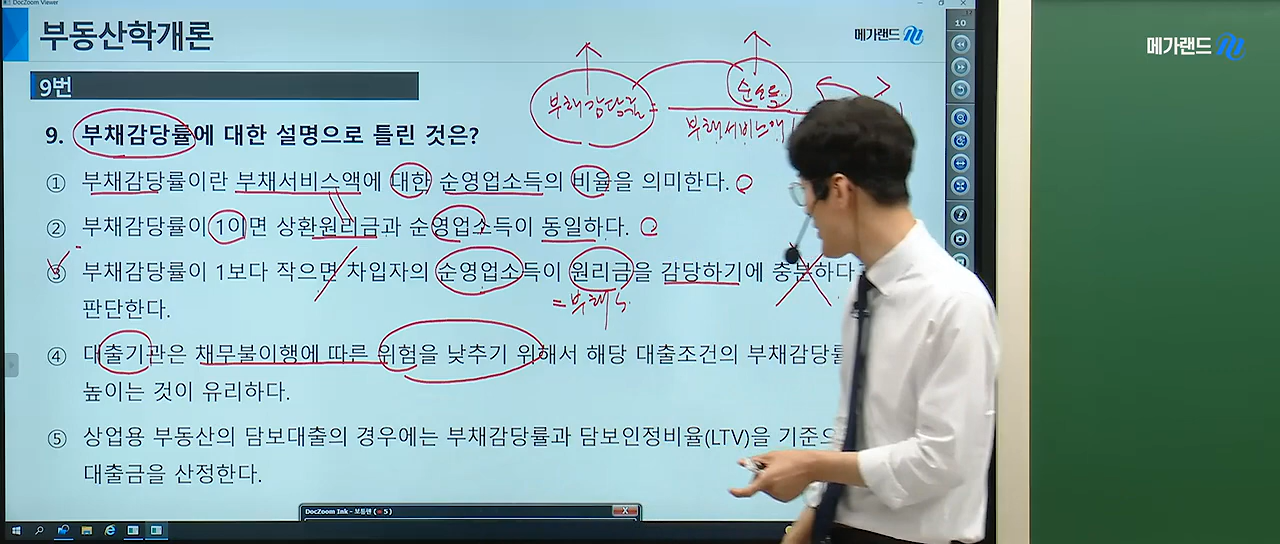 DocZoom Viewer
부동산학개론
메가랜드
10
메가랜드
9번
부채감당률 = 순소득
부채서비스액
9. 부채감당률에 대한 설명으로 틀린 것은?
① 부채감당률이란 부채서비스액에 대한 순영업소득의 비율을 의미한다.
② 부채감당률이 1이면 상환원리금과 순영업소득이 동일하다.
③ 부채감당률이 1보다 작으면 차입자의 순영업소득이 원리금을 감당하기에 충분하다
= 부채
판단한다.
④ 대출기관은 채무불이행에 따른 위험을 낮추기 위해서 해당 대출조건의 부채감당률
높이는 것이 유리하다.
⑤ 상업용 부동산의 담보대출의 경우에는 부채감당률과 담보인정비율(LTV)을 기준으
대출금을 산정한다.
DocZoom Ink - 보통펜 ( 5 )